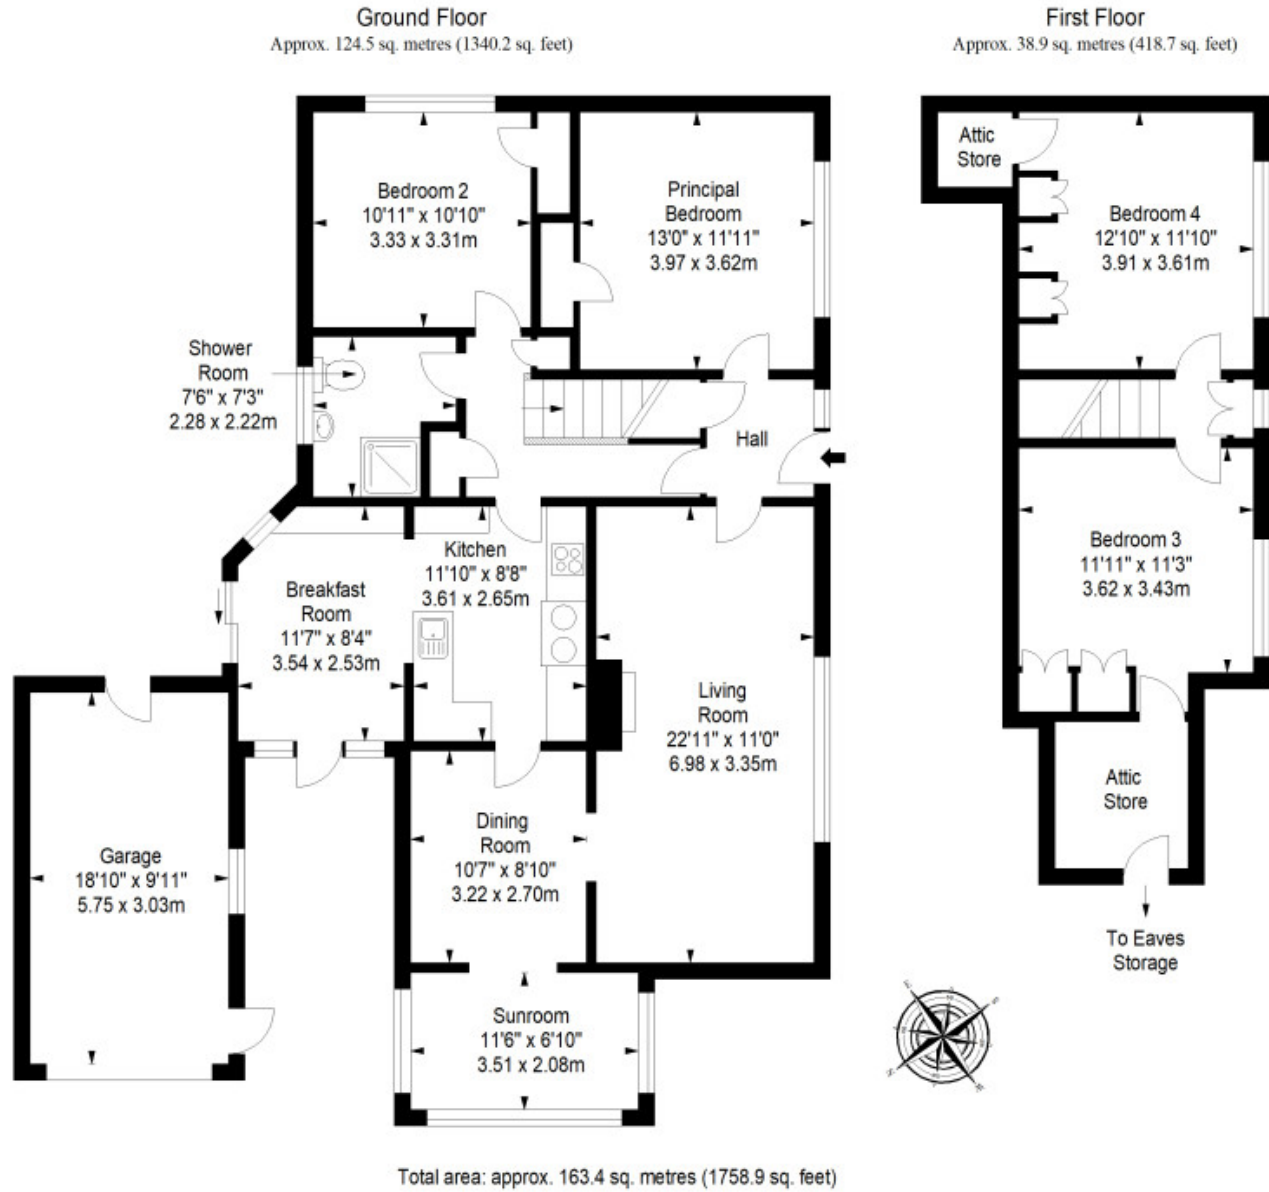 Ground Floor
Approx. 124.5 sq. metres (1340.2 sq. feet)
First Floor
Approx. 38.9 sq. metres (418.7 sq. feet)
Bedroom 2
10'11" x 10'10"
3.33 x 3.31m
Principal
Bedroom
13'0" x 11'11"
3.97 x 3.62m
Attic
Store
Bedroom 4
12'10" x 11'10"
3.91 x 3.61m
Shower
Room
7'6" x 7'3"
2.28 x 2.22m
Hall
Kitchen
11'10" x 8'8"
3.61 x 2.65m
Breakfast
Room
11'7" x 8'4"
3.54 x 2.53m
Bedroom 3
11'11" x 11'3"
3.62 x 3.43m
Living
Room
22'11" x 11'0"
6.98 x 3.35m
Attic
Store
Dining
Room
10'7" x 8'10"
3.22 x 2.70m
Garage
18'10" x 9'11"
5.75 x 3.03m
To Eaves
Storage
Sunroom
11'6" x 6'10"
3.51 x 2.08m
Total area: approx. 163.4 sq. metres (1758.9 sq. feet)